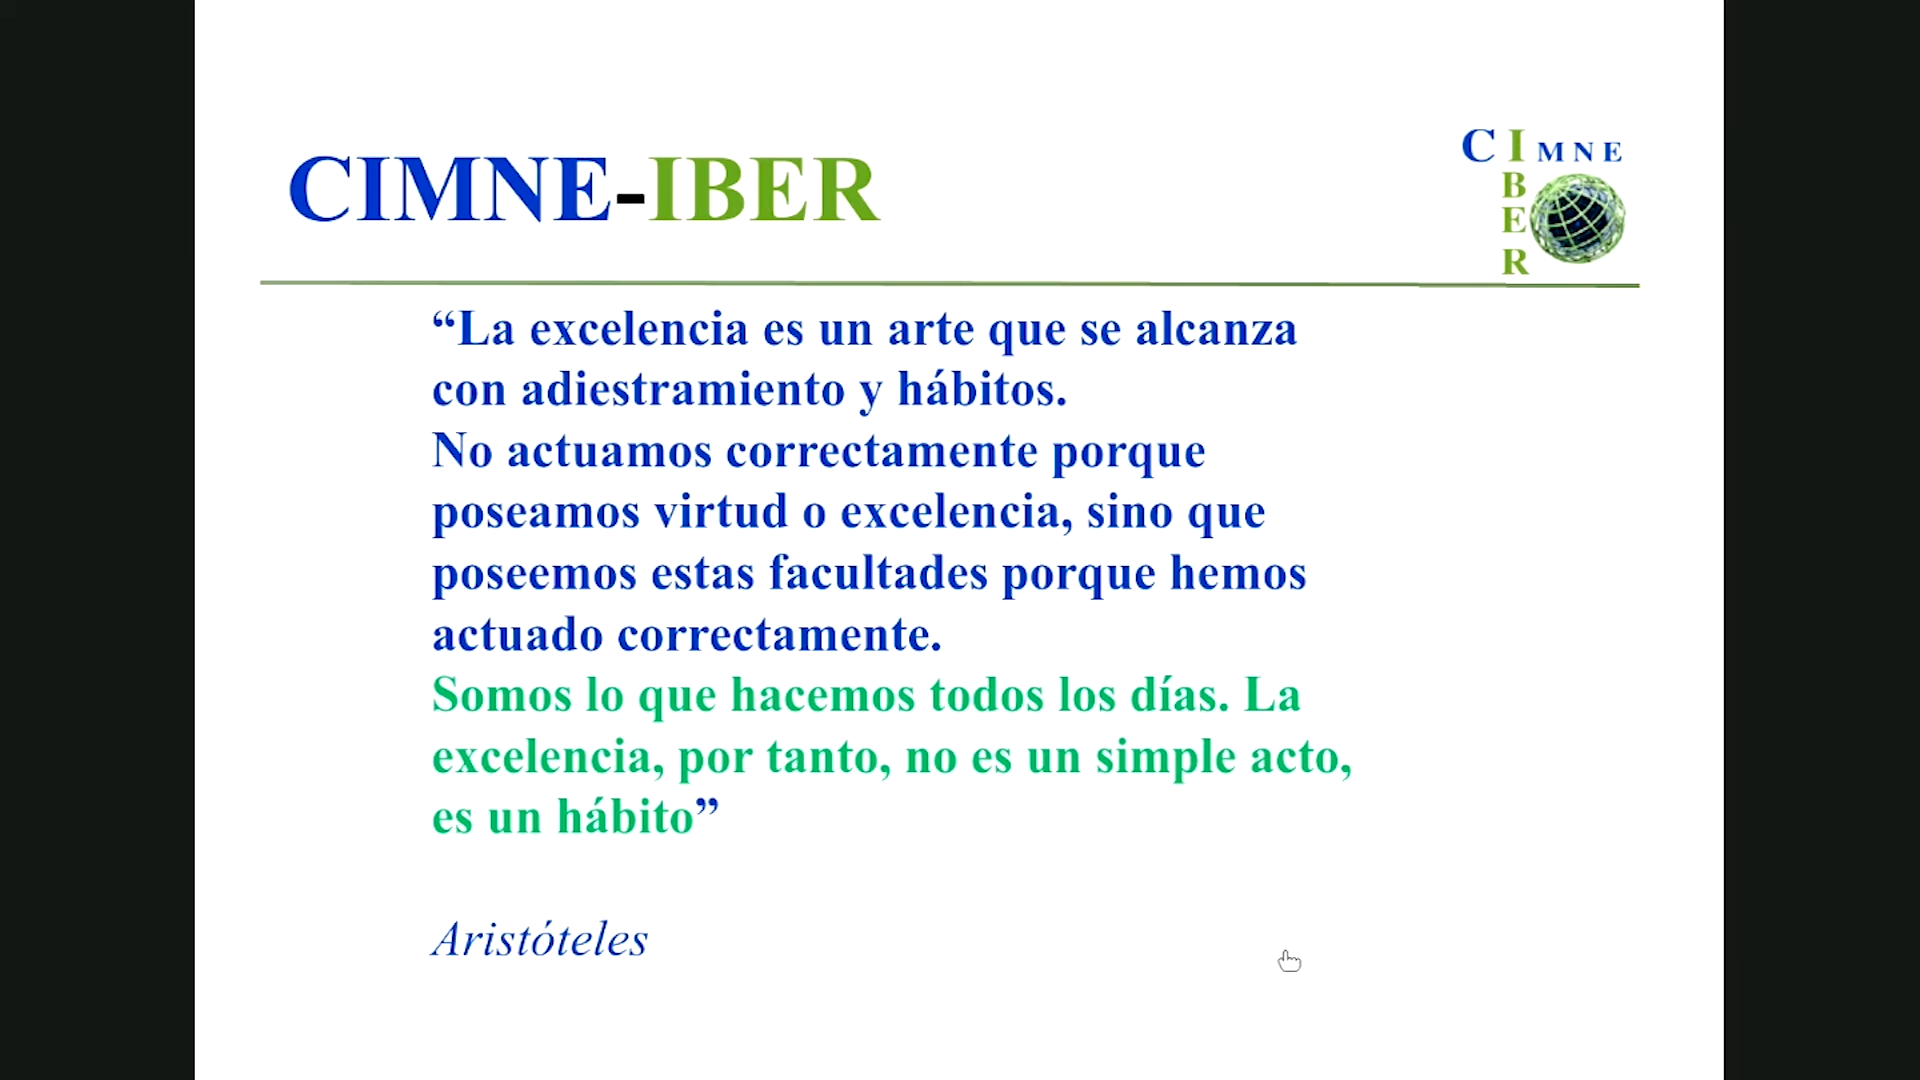 CIMNE-IBER
CIMNE
IBER
“La excelencia es un arte que se alcanza
con adiestramiento y hábitos.
No actuamos correctamente porque
poseamos virtud o excelencia, sino que
poseemos estas facultades porque hemos
actuado correctamente.
Somos lo que hacemos todos los días. La
excelencia, por tanto, no es un simple acto,
es un hábito”
Aristóteles